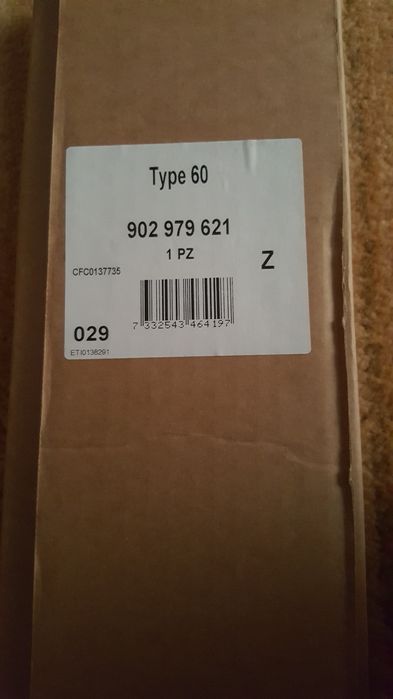 Type 60
902 979 621
1 PZ
Z
CFC0137735
029
7 332543 464197
ETI0138291